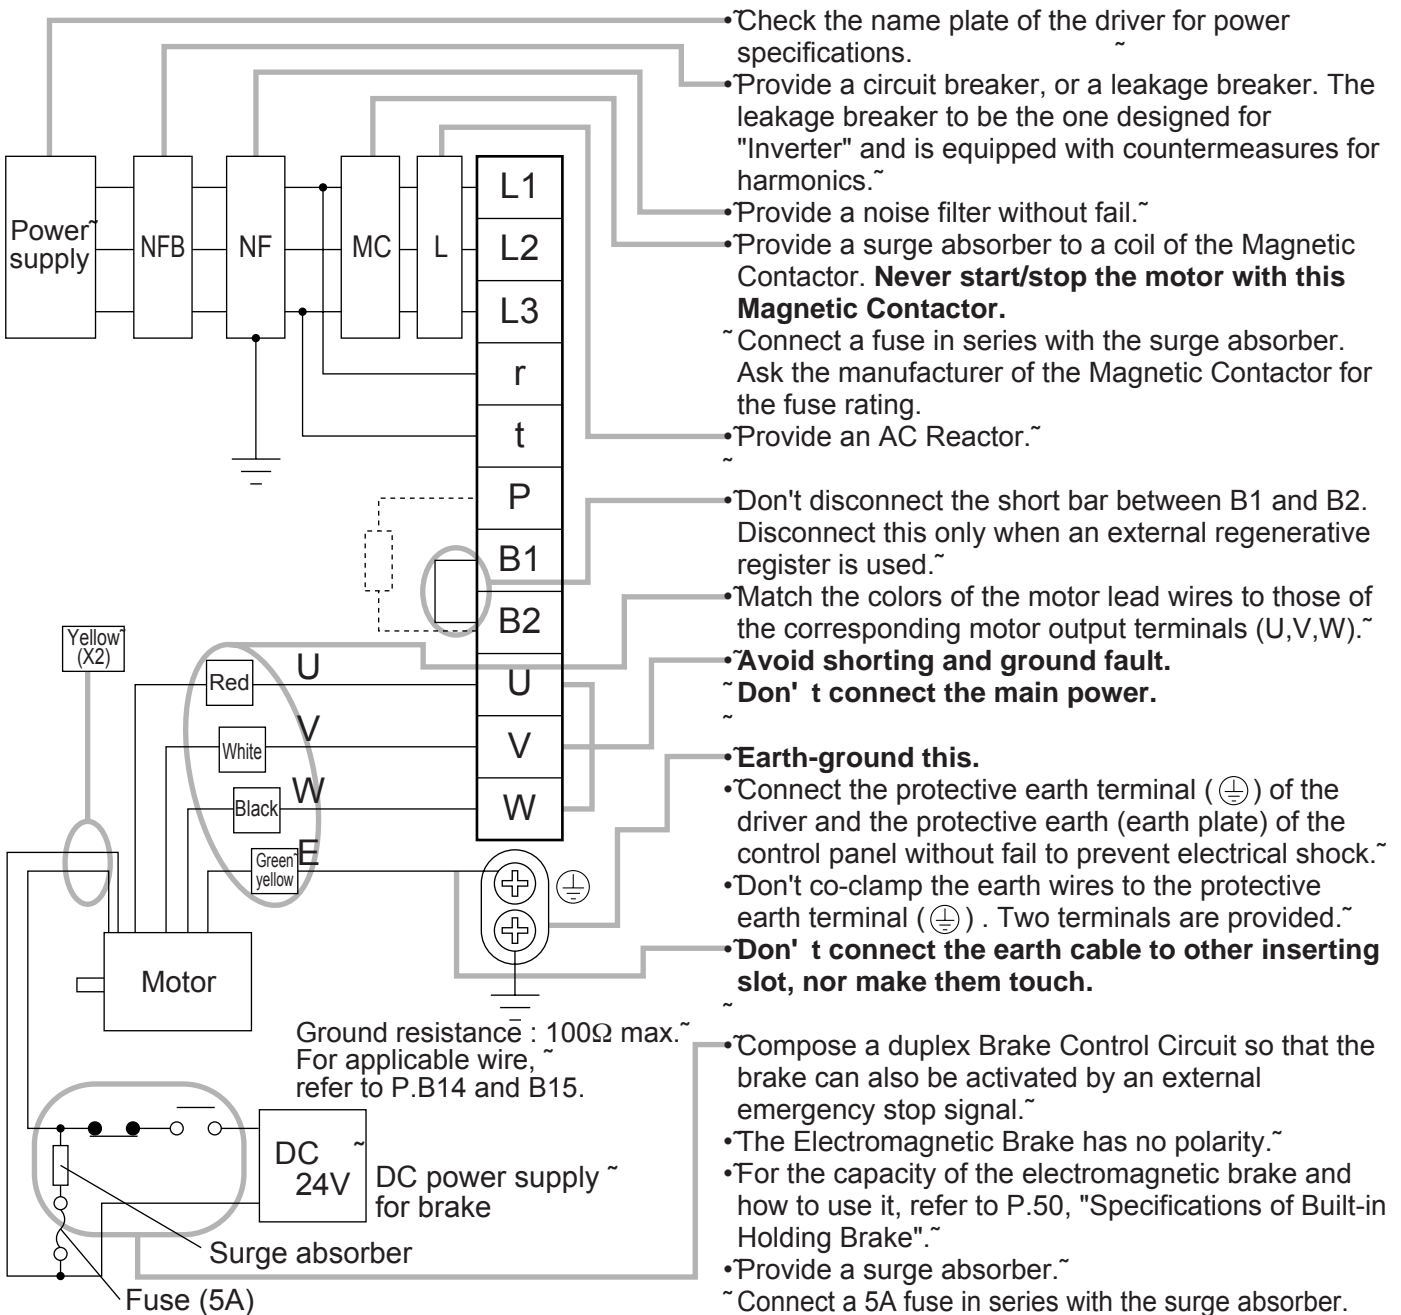 •˜Check the name plate of the driver for power
specifications. ˜
•˜Provide a circuit breaker, or a leakage breaker. The
leakage breaker to be the one designed for
"Inverter" and is equipped with countermeasures for
harmonics.˜
•˜Provide a noise filter without fail.˜
•˜Provide a surge absorber to a coil of the Magnetic
Contactor. Never start/stop the motor with this
Magnetic Contactor.
˜Connect a fuse in series with the surge absorber.
Ask the manufacturer of the Magnetic Contactor for
the fuse rating.
•˜Provide an AC Reactor.˜
˜
•˜Don't disconnect the short bar between B1 and B2.
Disconnect this only when an external regenerative
register is used.˜
•˜Match the colors of the motor lead wires to those of
the corresponding motor output terminals (U,V,W).˜
•˜Avoid shorting and ground fault.
˜Don' t connect the main power.
˜
•˜Earth-ground this.
•˜Connect the protective earth terminal ( ⏚ ) of the
driver and the protective earth (earth plate) of the
control panel without fail to prevent electrical shock.˜
•˜Don't co-clamp the earth wires to the protective
earth terminal ( ⏚ ) . Two terminals are provided.˜
•˜Don' t connect the earth cable to other inserting
slot, nor make them touch.
˜
•˜Compose a duplex Brake Control Circuit so that the
brake can also be activated by an external
emergency stop signal.˜
•˜The Electromagnetic Brake has no polarity.˜
•˜For the capacity of the electromagnetic brake and
how to use it, refer to P.50, "Specifications of Built-in
Holding Brake".˜
•˜Provide a surge absorber.˜
˜Connect a 5A fuse in series with the surge absorber.
Power˜
supply
NFB
NF
MC
L
L1
L2
L3
r
t
P
B1
B2
U
V
W
Yellow˜
(X2)
Red
U
White
V
Black
W
Green˜
yellow
E
Motor
Ground resistance : 100Ω max.˜
For applicable wire, ˜
refer to P.B14 and B15.
DC ˜
24V
DC power supply ˜
for brake
Surge absorber
Fuse (5A)